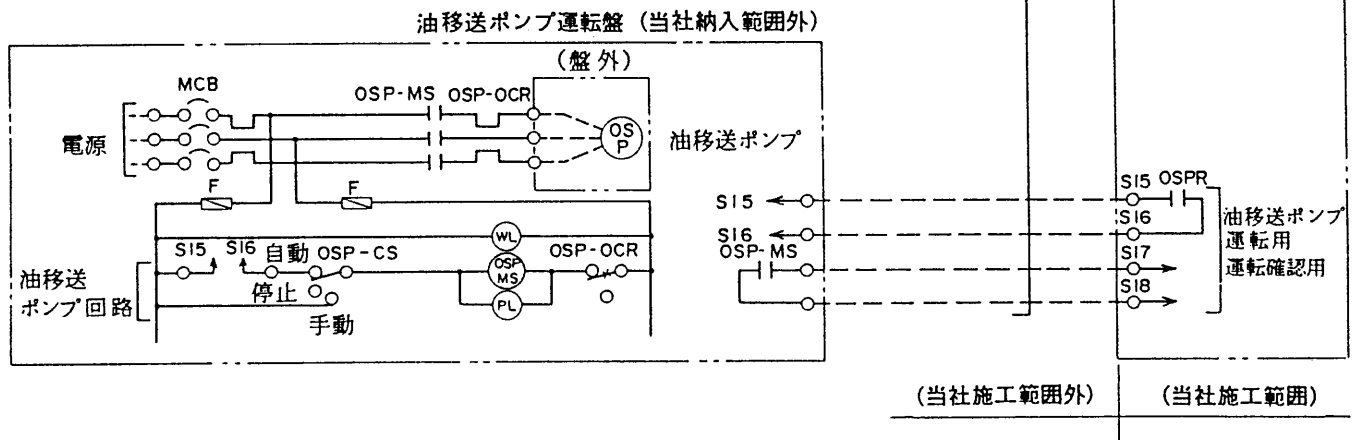 油移送ポンプ運転盤 (当社納入範囲外)
(盤外)
MCB
OSP-MS OSP-OCR
電源
OS
P
油移送ポンプ
F
F
S15
S16
OSP-MS
S15 OSPR
S16
S17
S18
油移送ポンプ
運転用
運転確認用
WL
S15 S16 自動 OSP-CS
OSP
MS
OSP-OCR
油移送
ポンプ回路
停止
PL
手動
(当社施工範囲外)
(当社施工範囲)